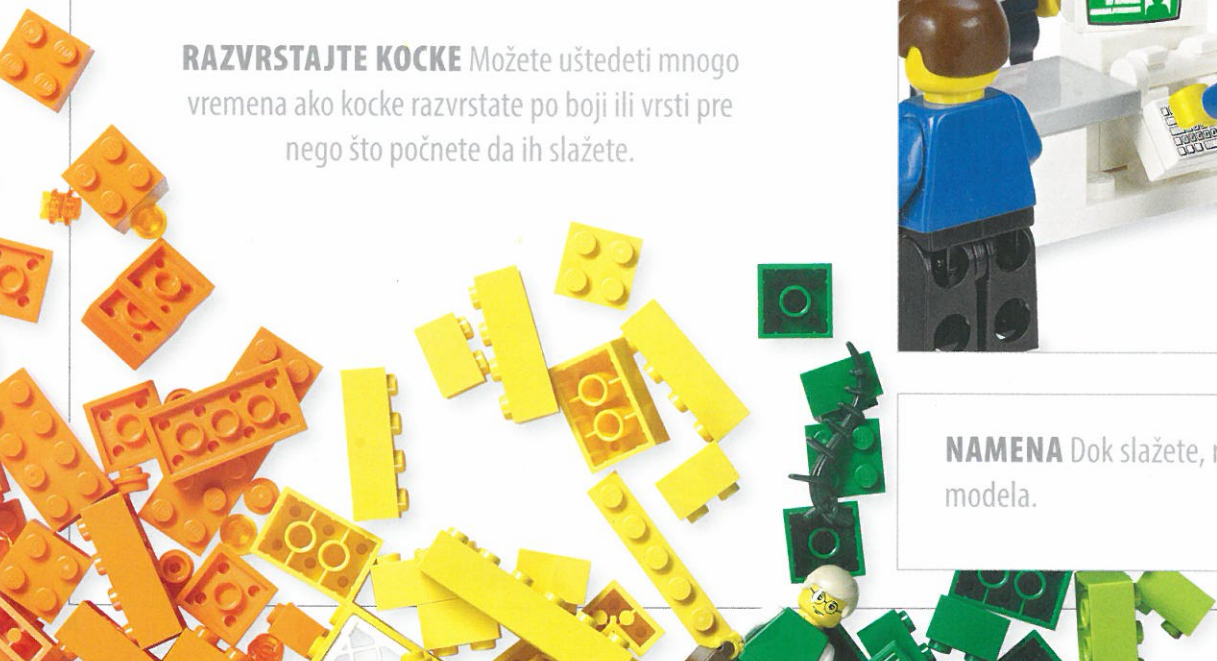 RAZVRSTAJTE KOCKE Možete uštedeti mnogo
vremena ako kocke razvrstate po boji ili vrsti pre
nego što počnete da ih slažete.
NAMENA Dok slažete,
modela.